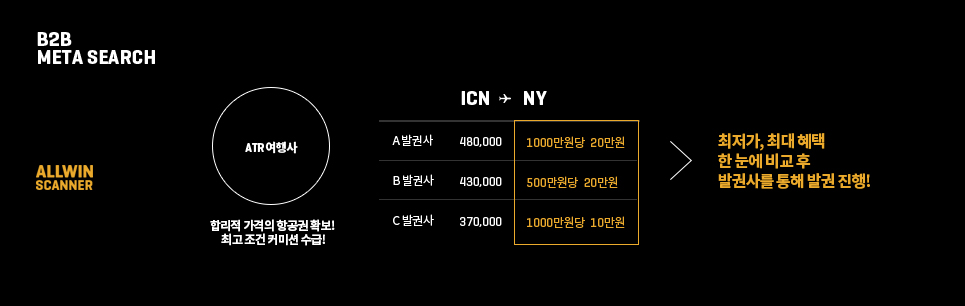 B2B
META SEARCH
ALLWIN
SCANNER
ATR여행사
합리적 가격의 항공권 확보!
최고 조건 커미션 수급!
ICN NY
A 발권사 480,000 1000만원당 20만원
B 발권사 430,000 500만원당 20만원
C 발권사 370,000 1000만원당 10만원
최저가, 최대 혜택
한 눈에 비교 후
발권사를 통해 발권 진행!